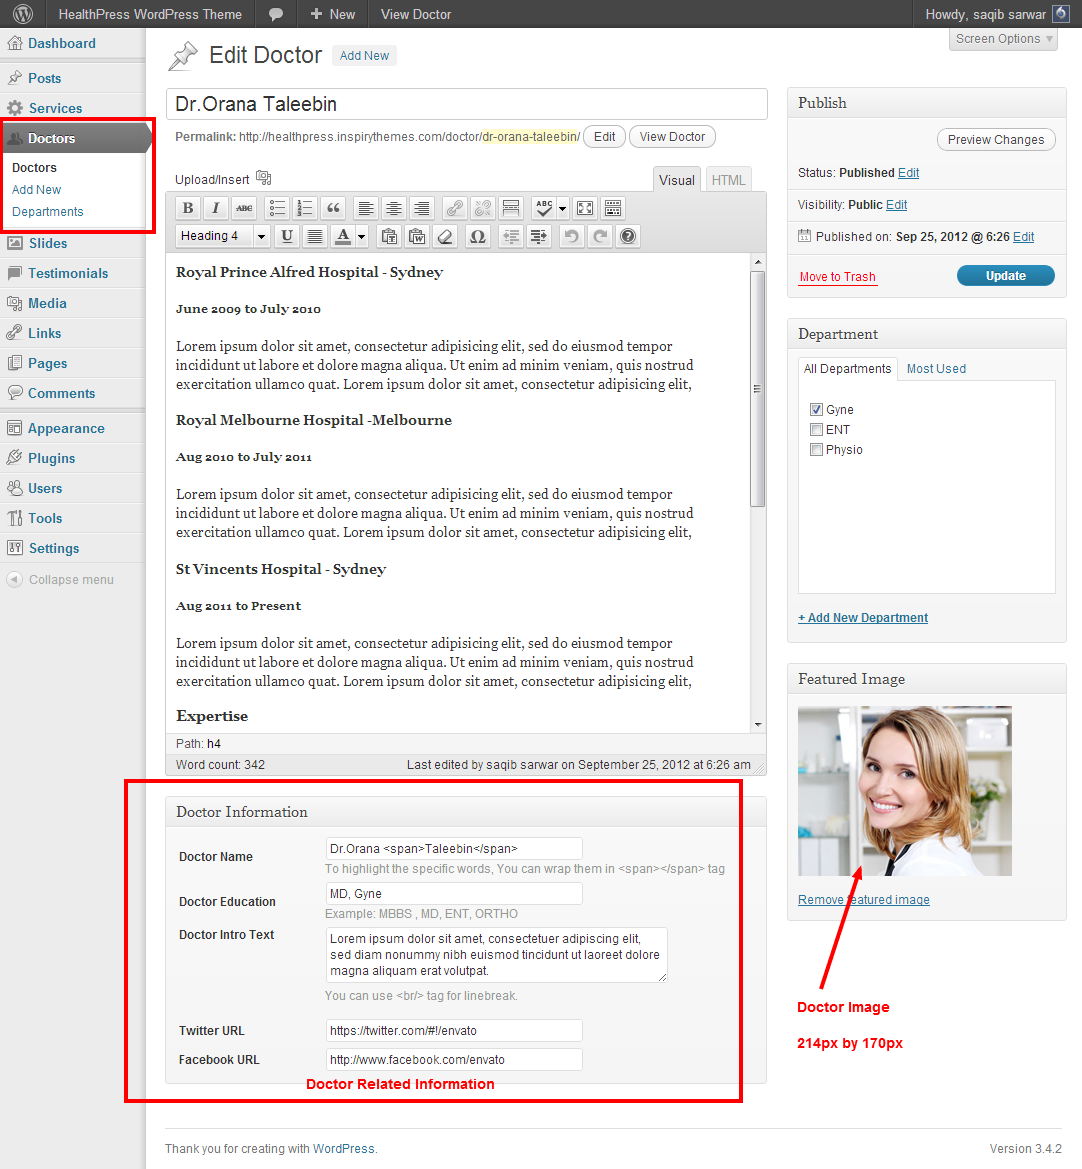 HealthPress WordPress Theme
+ New
View Doctor
Howdy, saqib sarwar
Screen Options
Dashboard
Posts
Services
Doctors
Doctors
Add New
Departments
Slides
Testimonials
Media
Links
Pages
Comments
Appearance
Plugins
Users
Tools
Settings
Collapse menu
Edit Doctor Add New
Dr.Orana Taleebin
Permalink: http://healthpress.inspirythemes.com/doctor/dr-orana-taleebin/ Edit View Doctor
Upload/Insert
Visual HTML
B I ABC ABC
Heading 4 U A
Royal Prince Alfred Hospital - Sydney
June 2009 to July 2010
Lorem ipsum dolor sit amet, consectetur adipisicing elit, sed do eiusmod tempor
incididunt ut labore et dolore magna aliqua. Ut enim ad minim veniam, quis nostrud
exercitation ullamco quat. Lorem ipsum dolor sit amet, consectetur adipisicing elit,
Royal Melbourne Hospital -Melbourne
Aug 2010 to July 2011
Lorem ipsum dolor sit amet, consectetur adipisicing elit, sed do eiusmod tempor
incididunt ut labore et dolore magna aliqua. Ut enim ad minim veniam, quis nostrud
exercitation ullamco quat. Lorem ipsum dolor sit amet, consectetur adipisicing elit,
St Vincents Hospital - Sydney
Aug 2011 to Present
Lorem ipsum dolor sit amet, consectetur adipisicing elit, sed do eiusmod tempor
incididunt ut labore et dolore magna aliqua. Ut enim ad minim veniam, quis nostrud
exercitation ullamco quat. Lorem ipsum dolor sit amet, consectetur adipisicing elit,
Expertise
Path: h4
Word count: 342 Last edited by saqib sarwar on September 25, 2012 at 6:26 am
Doctor Information
Doctor Name Dr.Orana <span>Taleebin</span>
To highlight the specific words, You can wrap them in <span></span> tag
Doctor Education MD, Gyne
Example: MBBS , MD, ENT, ORTHO
Doctor Intro Text Lorem ipsum dolor sit amet, consectetuer adipiscing elit,
sed diam nonummy nibh euismod tincidunt ut laoreet dolore
magna aliquam erat volutpat.
You can use <br/> tag for linebreak.
Twitter URL https://twitter.com/#!/envato
Facebook URL http://www.facebook.com/envato
Doctor Related Information
Publish
Preview Changes
Status: Published Edit
Visibility: Public Edit
Published on: Sep 25, 2012 @ 6:26 Edit
Move to Trash Update
Department
All Departments Most Used
Gyne
ENT
Physio
+ Add New Department
Featured Image
Remove featured image
Doctor Image
214px by 170px
Thank you for creating with WordPress.
Version 3.4.2